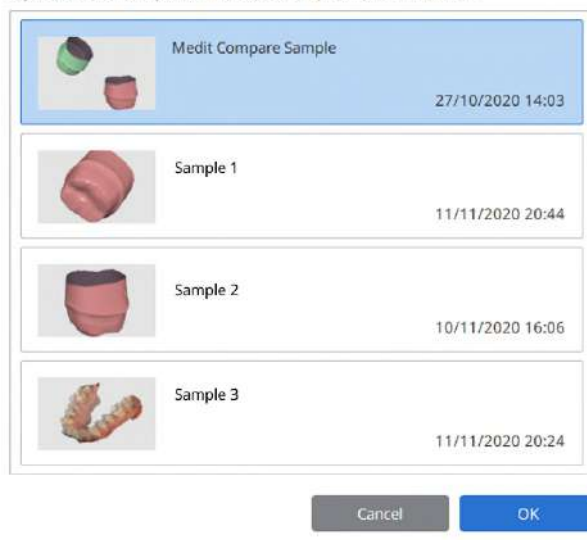 Medit Compare Sample
27/10/2020 14:03
Sample 1
11/11/2020 20:44
Sample 2
10/11/2020 16:06
Sample 3
11/11/2020 20:24
Cancel
OK